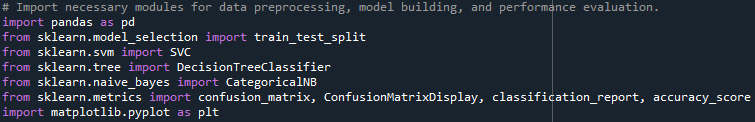 # Import necessary modules for data preprocessing, model building, and performance evaluation.
import pandas as pd
from sklearn.model_selection import train_test_split
from sklearn.svm import SVC
from sklearn.tree import DecisionTreeClassifier
from sklearn.naive_bayes import CategoricalNB
from sklearn.metrics import confusion_matrix, ConfusionMatrixDisplay, classification_report, accuracy_score
import matplotlib.pyplot as plt